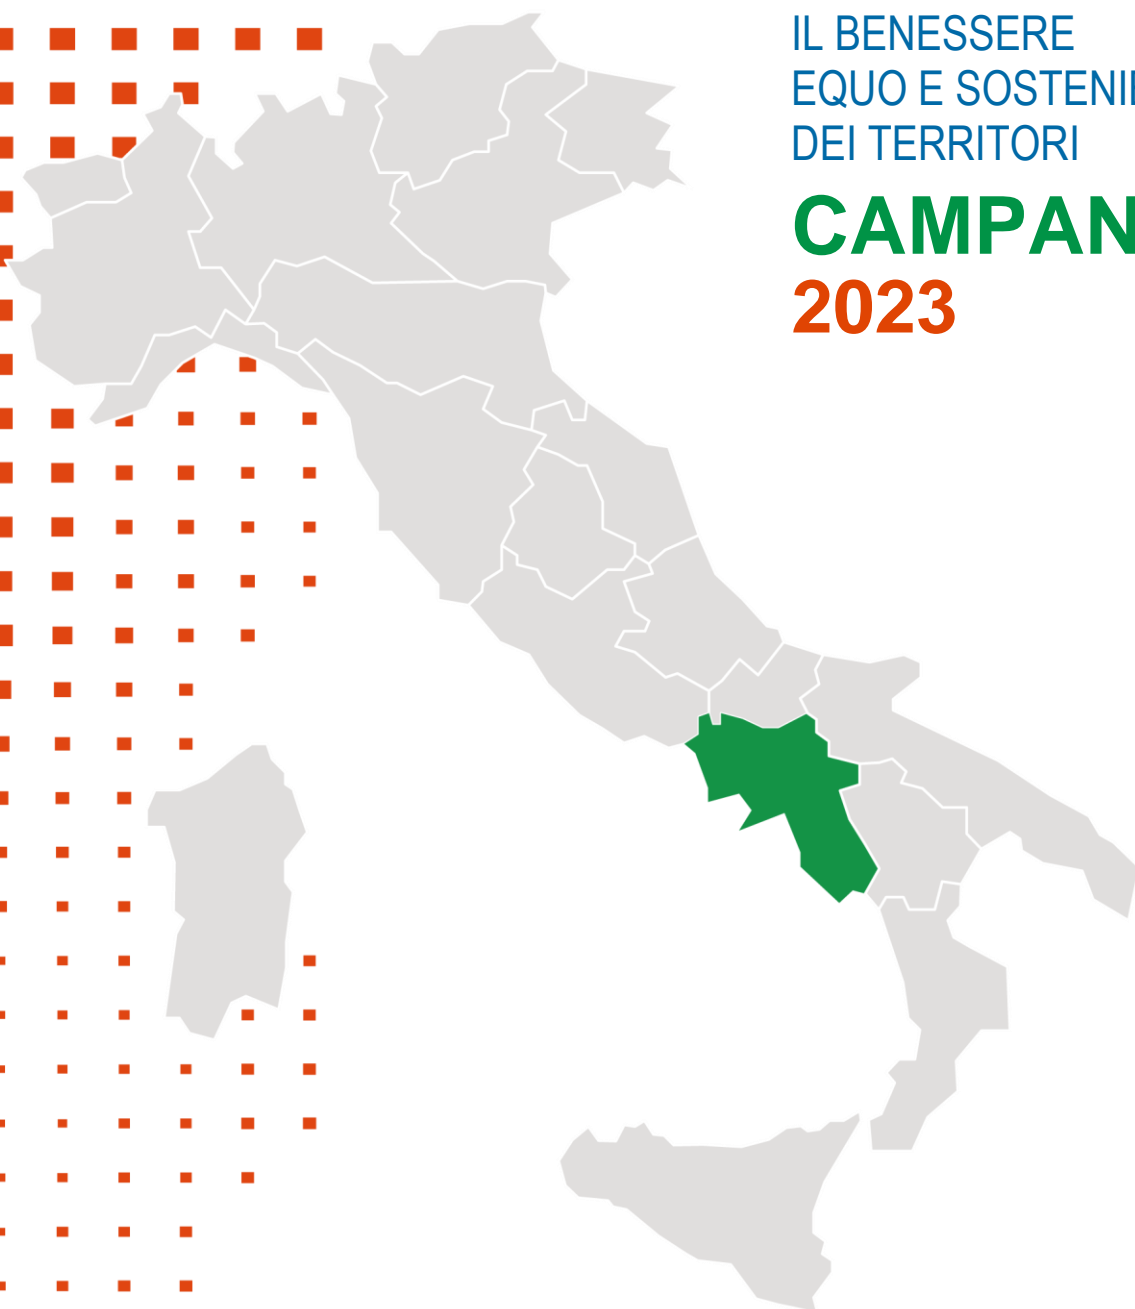 IL BENESSERE
EQUO E SOSTENI
DEI TERRITORI
CAMPAN
2023